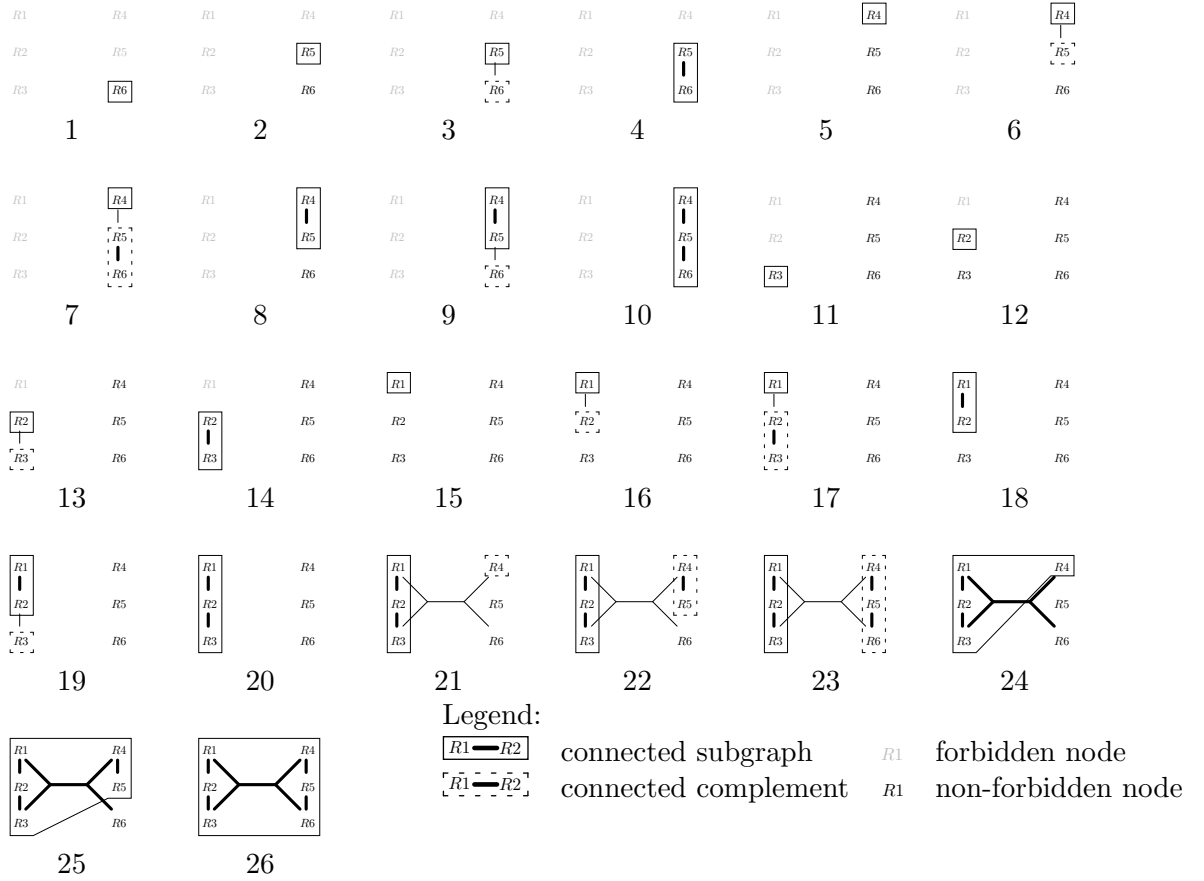 R1 R4 R1 R4 R1 R4 R1 R4 R1 R4 R1 R4
R2 R5 R2 R5 R2 R5 R2 R5 R2 R5 R2 R5
R3 R6 R3 R6 R3 R6 R3 R6 R3 R6 R3 R6
1 2 3 4 5 6
R1 R4 R1 R4 R1 R4 R1 R4 R1 R4 R1 R4
R2 R5 R2 R5 R2 R5 R2 R5 R2 R5 R2 R5
R3 R6 R3 R6 R3 R6 R3 R6 R3 R6 R3 R6
7 8 9 10 11 12
R1 R4 R1 R4 R1 R4 R1 R4 R1 R4 R1 R4
R2 R5 R2 R5 R2 R5 R2 R5 R2 R5 R2 R5
R3 R6 R3 R6 R3 R6 R3 R6 R3 R6 R3 R6
13 14 15 16 17 18
R1 R4 R1 R4 R1 R4 R1 R4 R1 R4 R1 R4
R2 R5 R2 R5 R2 R5 R2 R5 R2 R5 R2 R5
R3 R6 R3 R6 R3 R6 R3 R6 R3 R6 R3 R6
19 20 21 22 23 24
R1 R4 R1 R4
R2 R5 R2 R5
R3 R6 R3 R6
25 26
Legend:
R1 R2 connected subgraph R1 forbidden node
R1 R2 connected complement R1 non-forbidden node